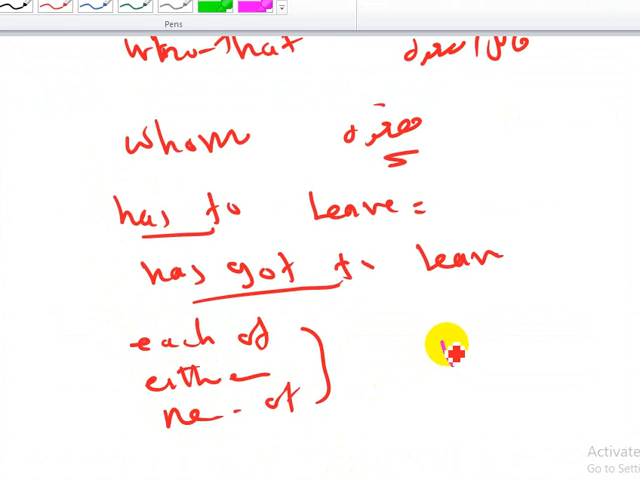 Pens
who-That
whom
has to leave =
has got to leav
each of
either
ne - of
Activate
Go to Setti